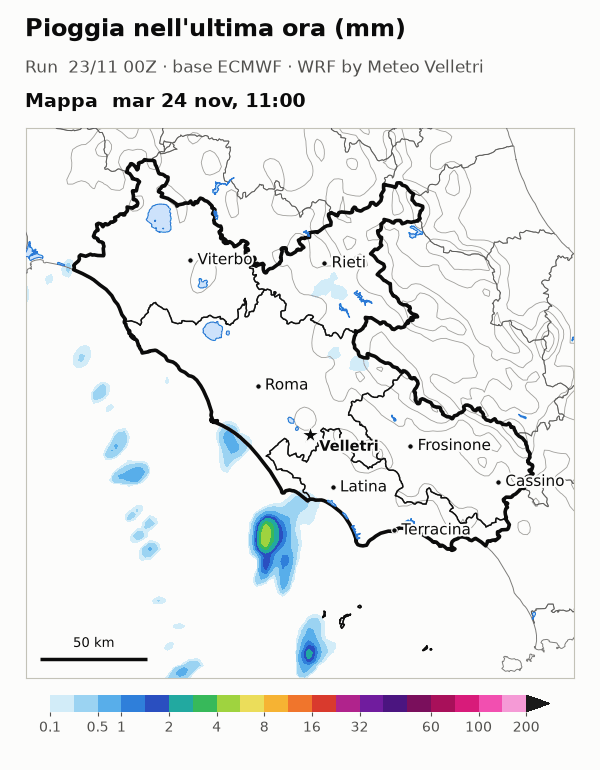 Pioggia nell'ultima ora (mm)
Run  23/11 00Z · base ECMWF · WRF by Meteo Velletri
Mappa  mar 24 nov, 11:00
Viterbo
Rieti
Roma
Velletri
Frosinone
Latina
Cassino
Terracina
50 km
0.1 0.5 1 2 4 8 16 32 60 100 200